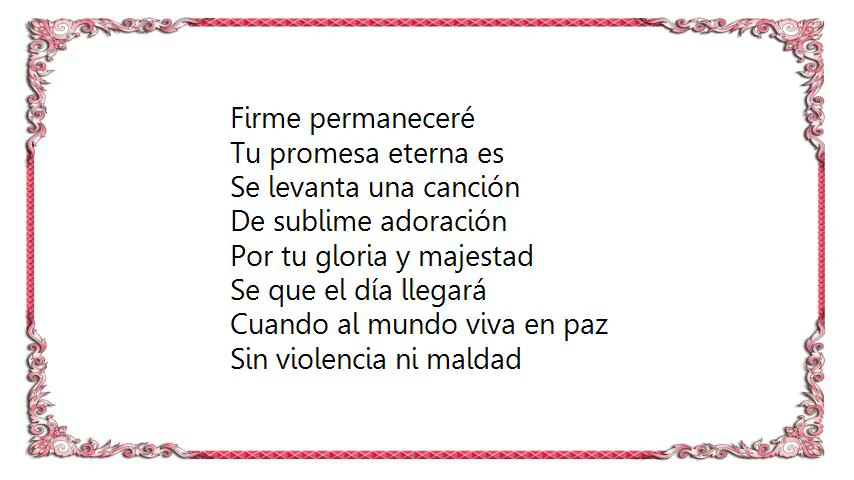 Firme permaneceré
Tu promesa eterna es
Se levanta una canción
De sublime adoración
Por tu gloria y majestad
Se que el día llegará
Cuando al mundo viva en paz
Sin violencia ni maldad